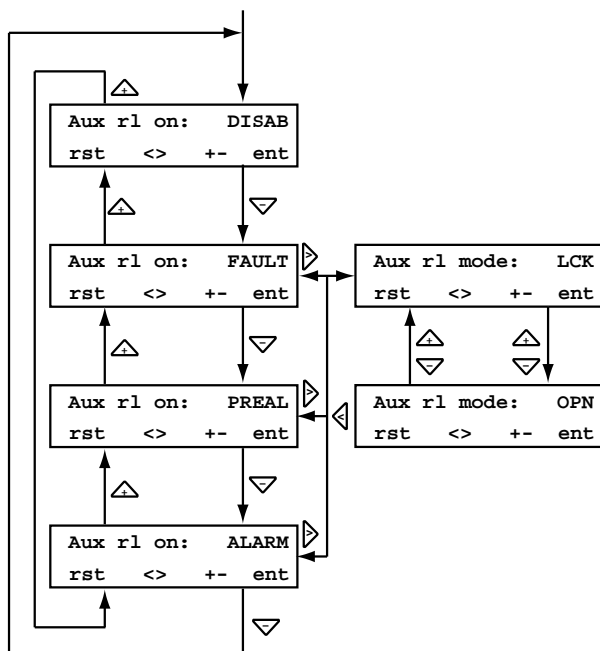 +
Aux rl on: DISAB
rst <> +- ent
+
-
Aux rl on: FAULT
rst <> +- ent
>
Aux rl mode: LCK
rst <> +- ent
+
-
+
-
+
-
Aux rl on: PREAL
rst <> +- ent
>
<
Aux rl mode: OPN
rst <> +- ent
+
-
Aux rl on: ALARM
rst <> +- ent
>
-